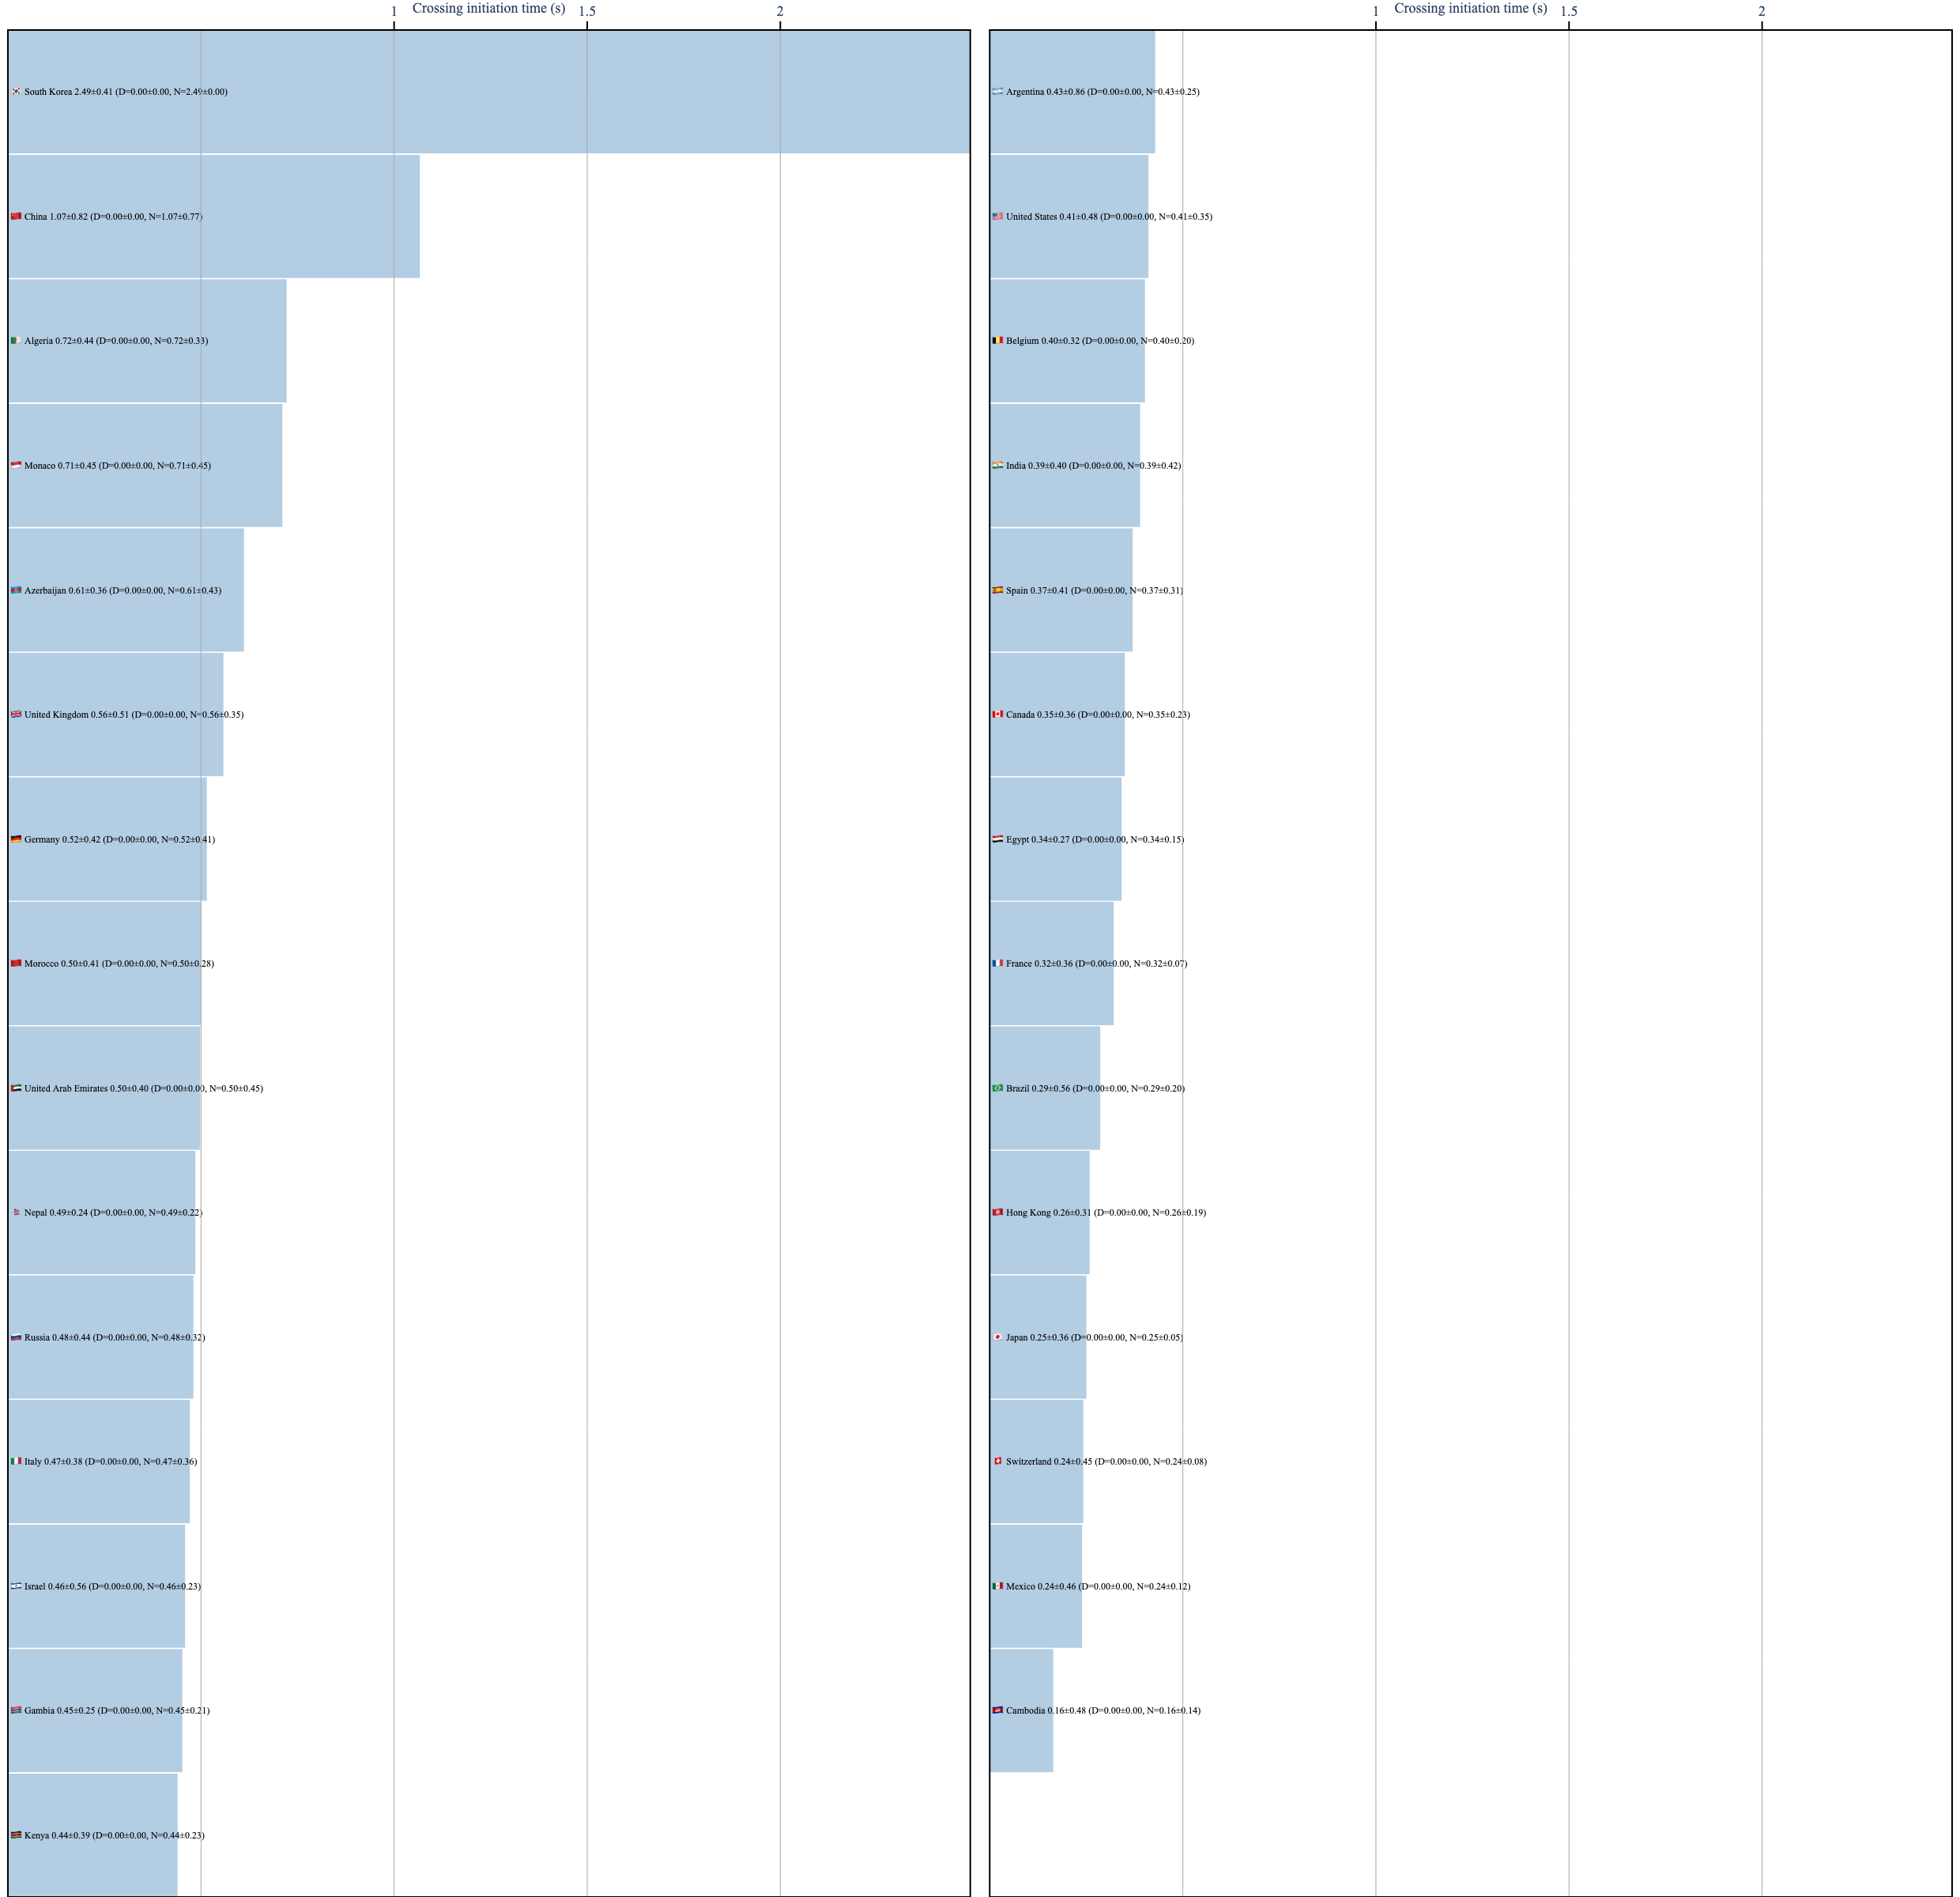 Crossing initiation time (s)
1 1.5 2
South Korea 2.49±0.41 (D=0.00±0.00, N=2.49±0.00)
China 1.07±0.82 (D=0.00±0.00, N=1.07±0.77)
Algeria 0.72±0.44 (D=0.00±0.00, N=0.72±0.33)
Monaco 0.71±0.45 (D=0.00±0.00, N=0.71±0.45)
Azerbaijan 0.61±0.36 (D=0.00±0.00, N=0.61±0.43)
United Kingdom 0.56±0.51 (D=0.00±0.00, N=0.56±0.35)
Germany 0.52±0.42 (D=0.00±0.00, N=0.52±0.41)
Morocco 0.50±0.41 (D=0.00±0.00, N=0.50±0.28)
United Arab Emirates 0.50±0.40 (D=0.00±0.00, N=0.50±0.45)
Nepal 0.49±0.24 (D=0.00±0.00, N=0.49±0.22)
Russia 0.48±0.44 (D=0.00±0.00, N=0.48±0.32)
Italy 0.47±0.38 (D=0.00±0.00, N=0.47±0.36)
Israel 0.46±0.56 (D=0.00±0.00, N=0.46±0.23)
Gambia 0.45±0.25 (D=0.00±0.00, N=0.45±0.21)
Kenya 0.44±0.39 (D=0.00±0.00, N=0.44±0.23)
Crossing initiation time (s)
1 1.5 2
Argentina 0.43±0.86 (D=0.00±0.00, N=0.43±0.25)
United States 0.41±0.48 (D=0.00±0.00, N=0.41±0.35)
Belgium 0.40±0.32 (D=0.00±0.00, N=0.40±0.20)
India 0.39±0.40 (D=0.00±0.00, N=0.39±0.42)
Spain 0.37±0.41 (D=0.00±0.00, N=0.37±0.31)
Canada 0.35±0.36 (D=0.00±0.00, N=0.35±0.23)
Egypt 0.34±0.27 (D=0.00±0.00, N=0.34±0.15)
France 0.32±0.36 (D=0.00±0.00, N=0.32±0.07)
Brazil 0.29±0.56 (D=0.00±0.00, N=0.29±0.20)
Hong Kong 0.26±0.31 (D=0.00±0.00, N=0.26±0.19)
Japan 0.25±0.36 (D=0.00±0.00, N=0.25±0.05)
Switzerland 0.24±0.45 (D=0.00±0.00, N=0.24±0.08)
Mexico 0.24±0.46 (D=0.00±0.00, N=0.24±0.12)
Cambodia 0.16±0.48 (D=0.00±0.00, N=0.16±0.14)